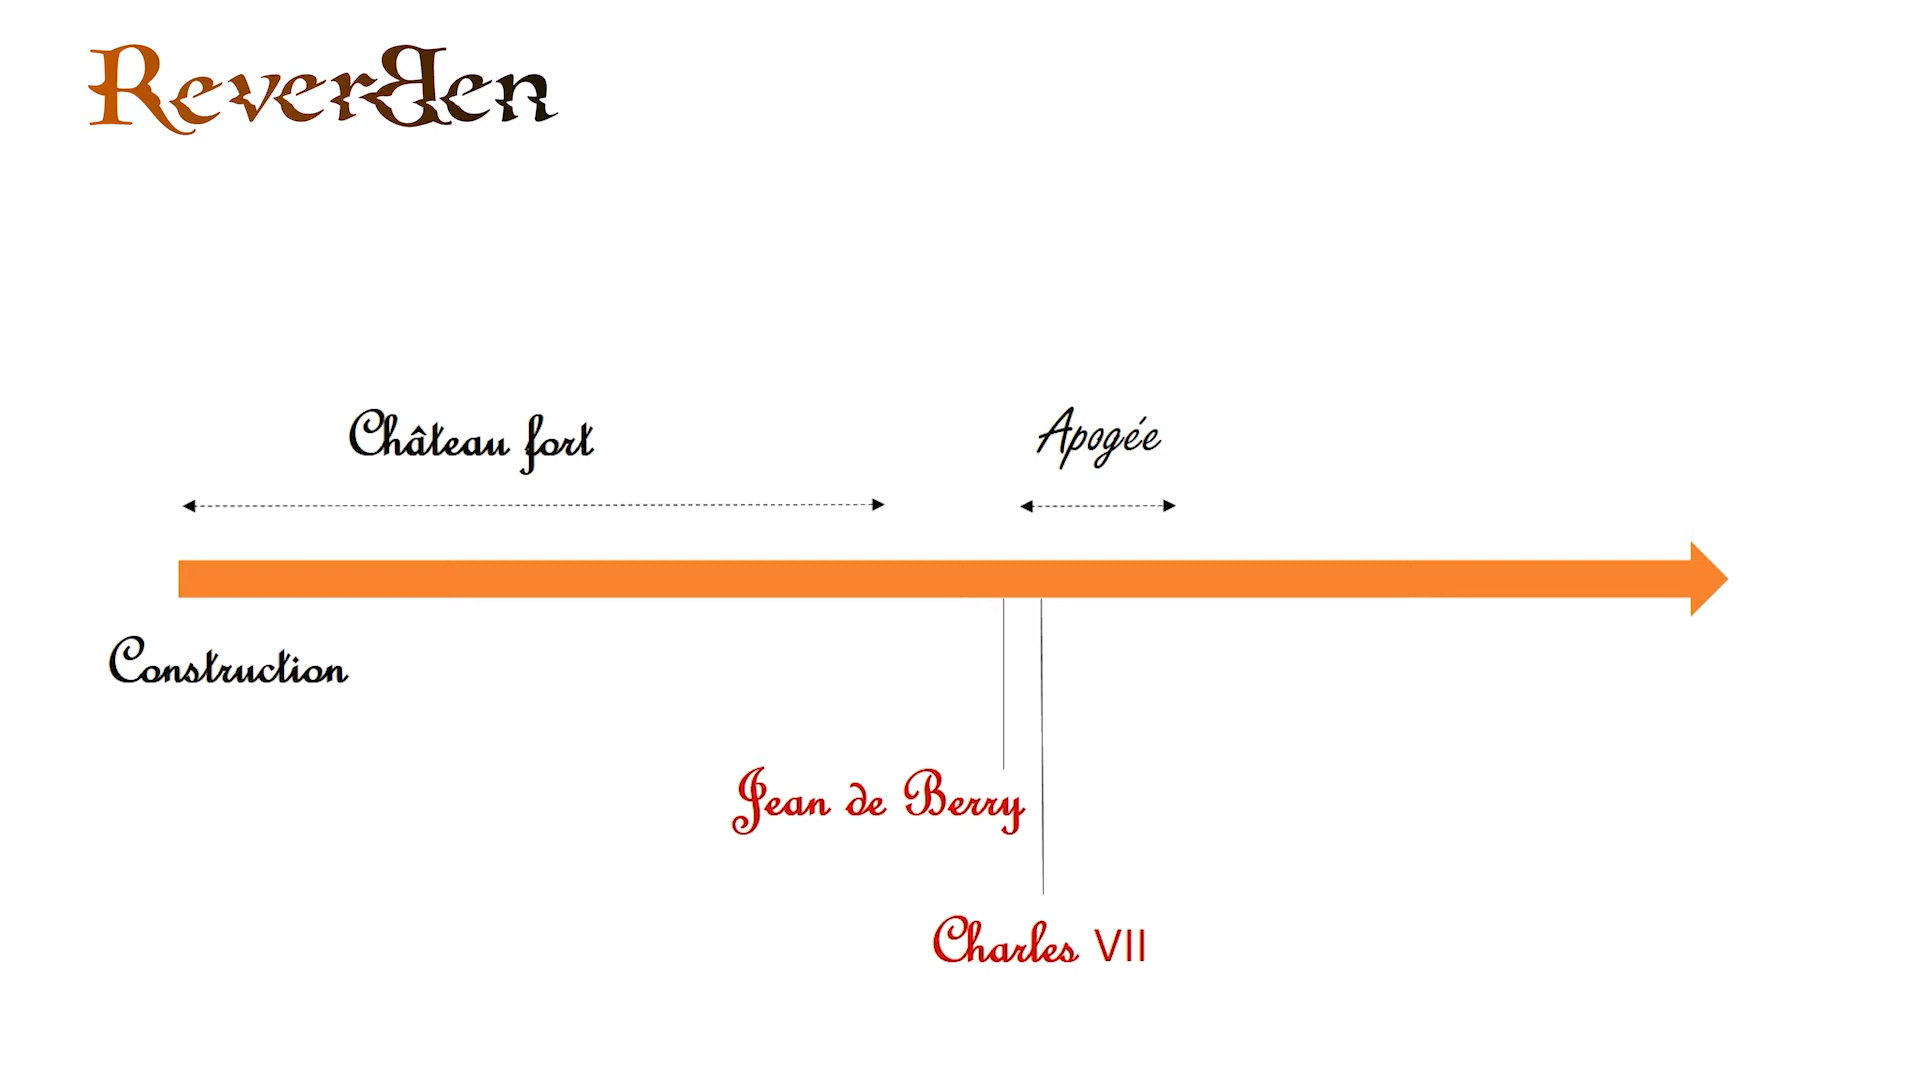 ReverBen
Château fort
Apogée
Construction
Jean de Berry
Charles VII